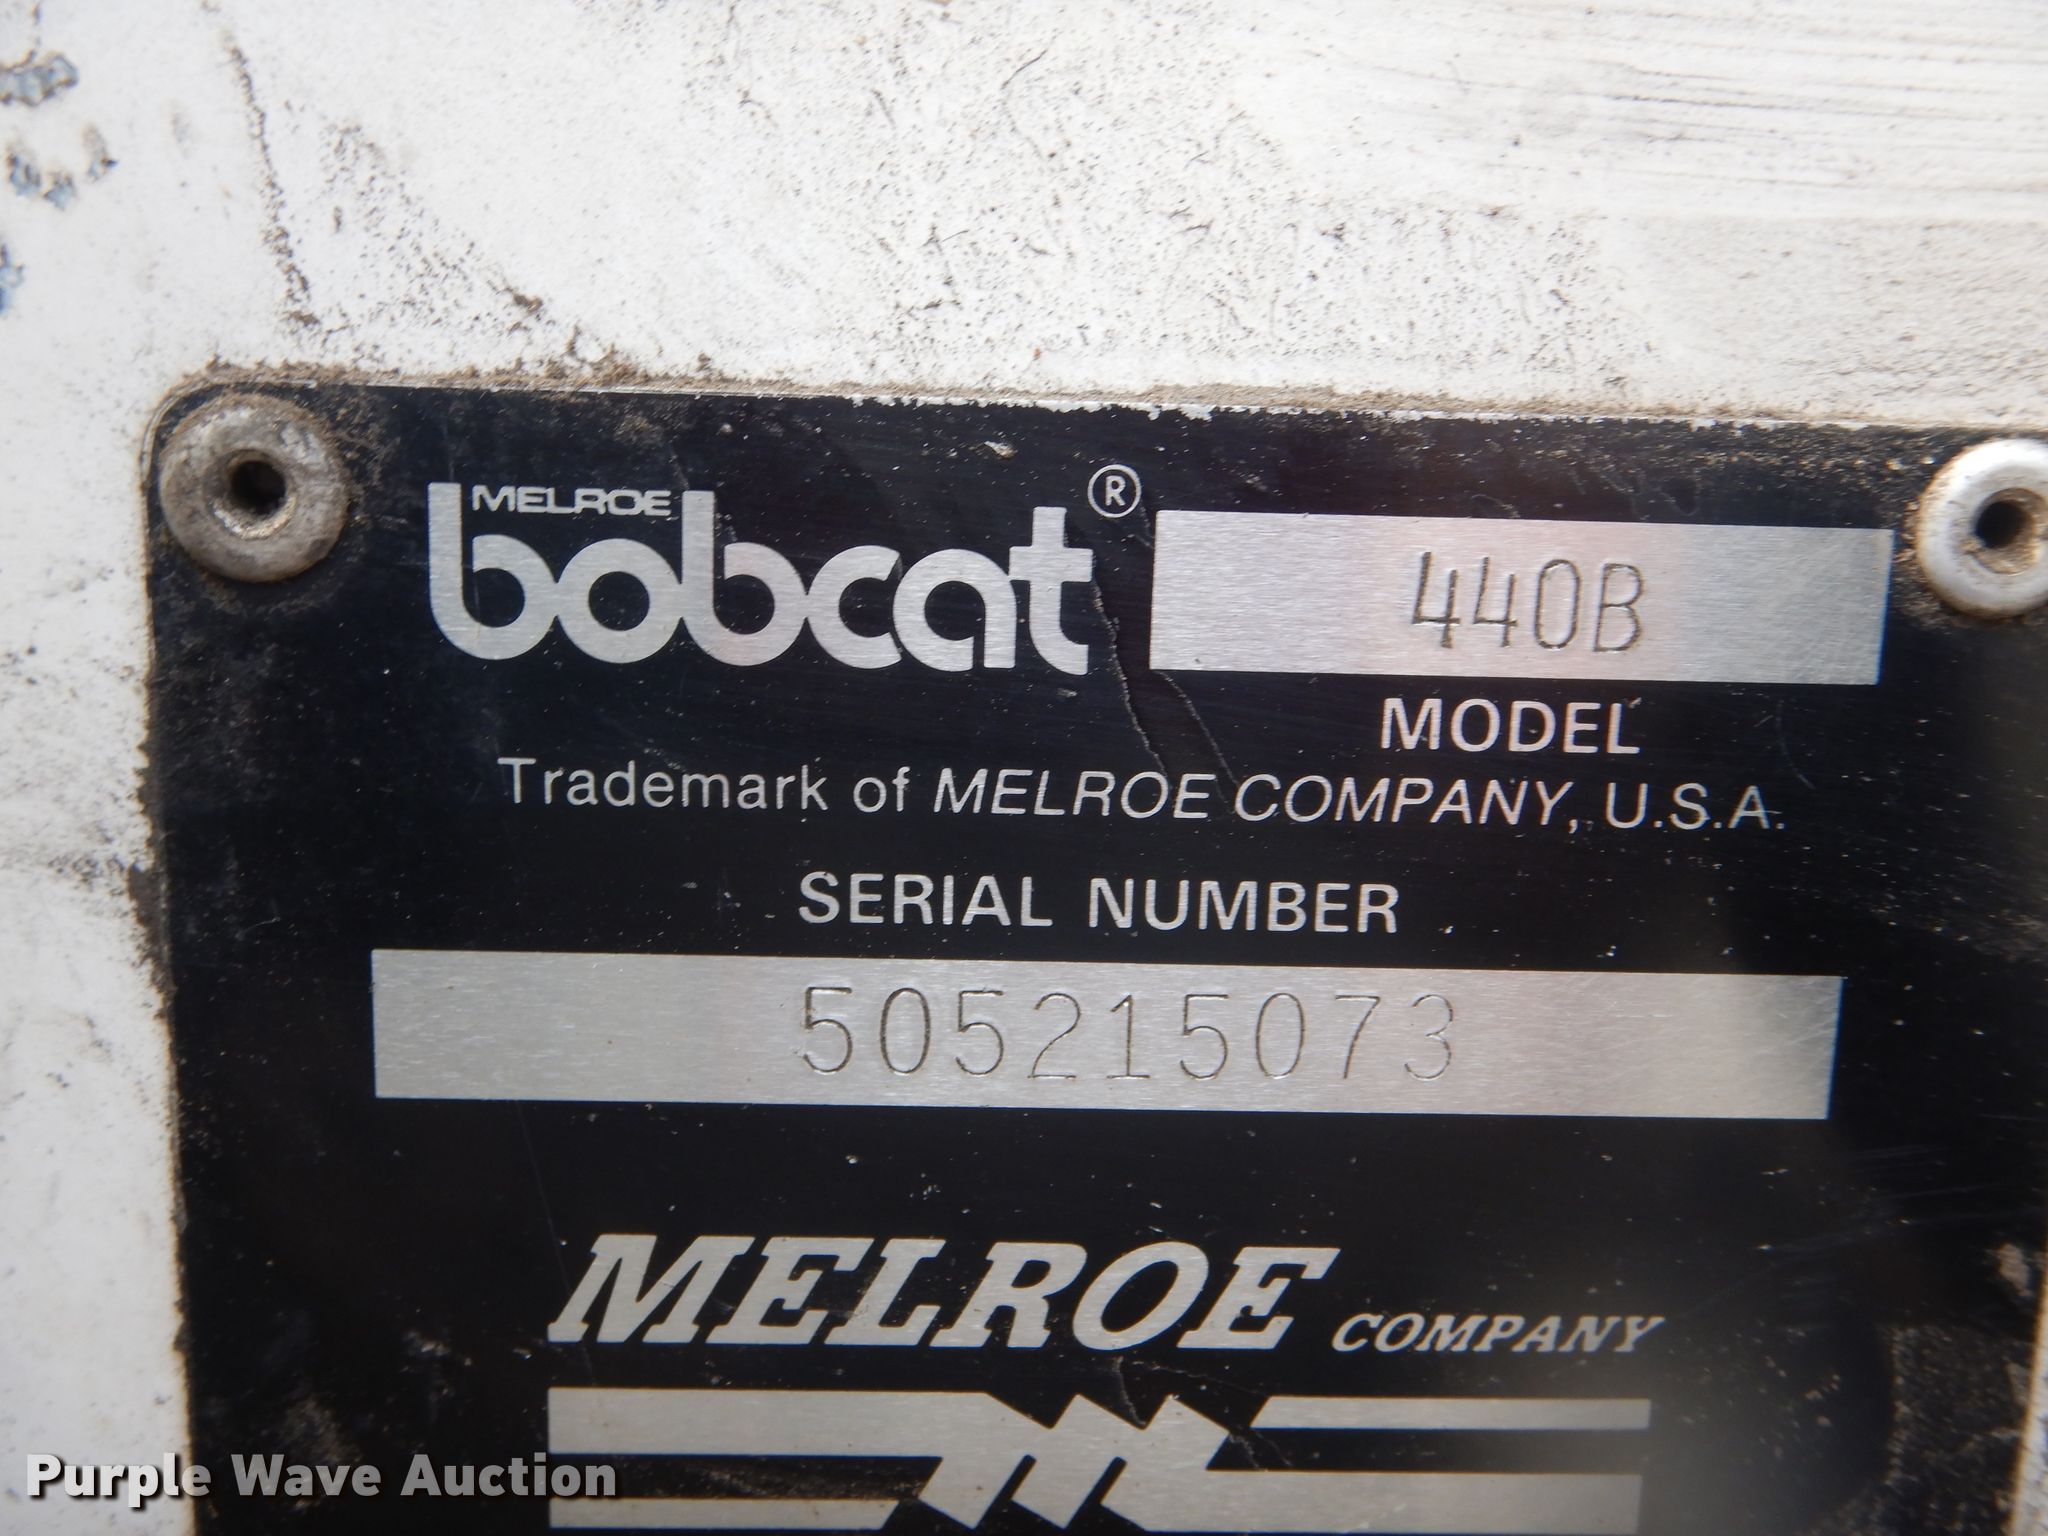 MELROE
bobcat ®
440B
MODEL
Trademark of MELROE COMPANY, U.S.A.
SERIAL NUMBER
505215073
MELROE COMPANY
Purple Wave Auction